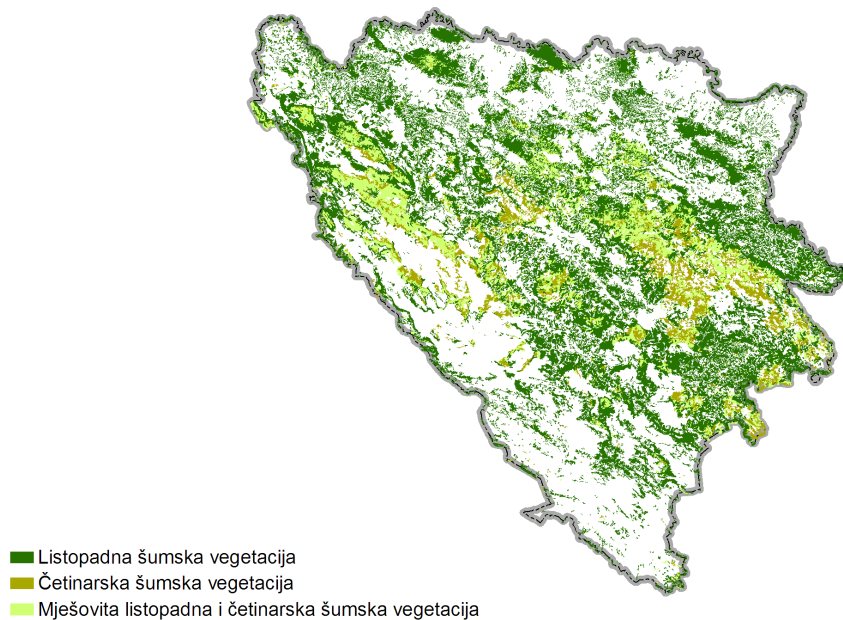 Listopadna šumska vegetacija
Četinarska šumska vegetacija
Mješovita listopadna i četinarska šumska vegetacija